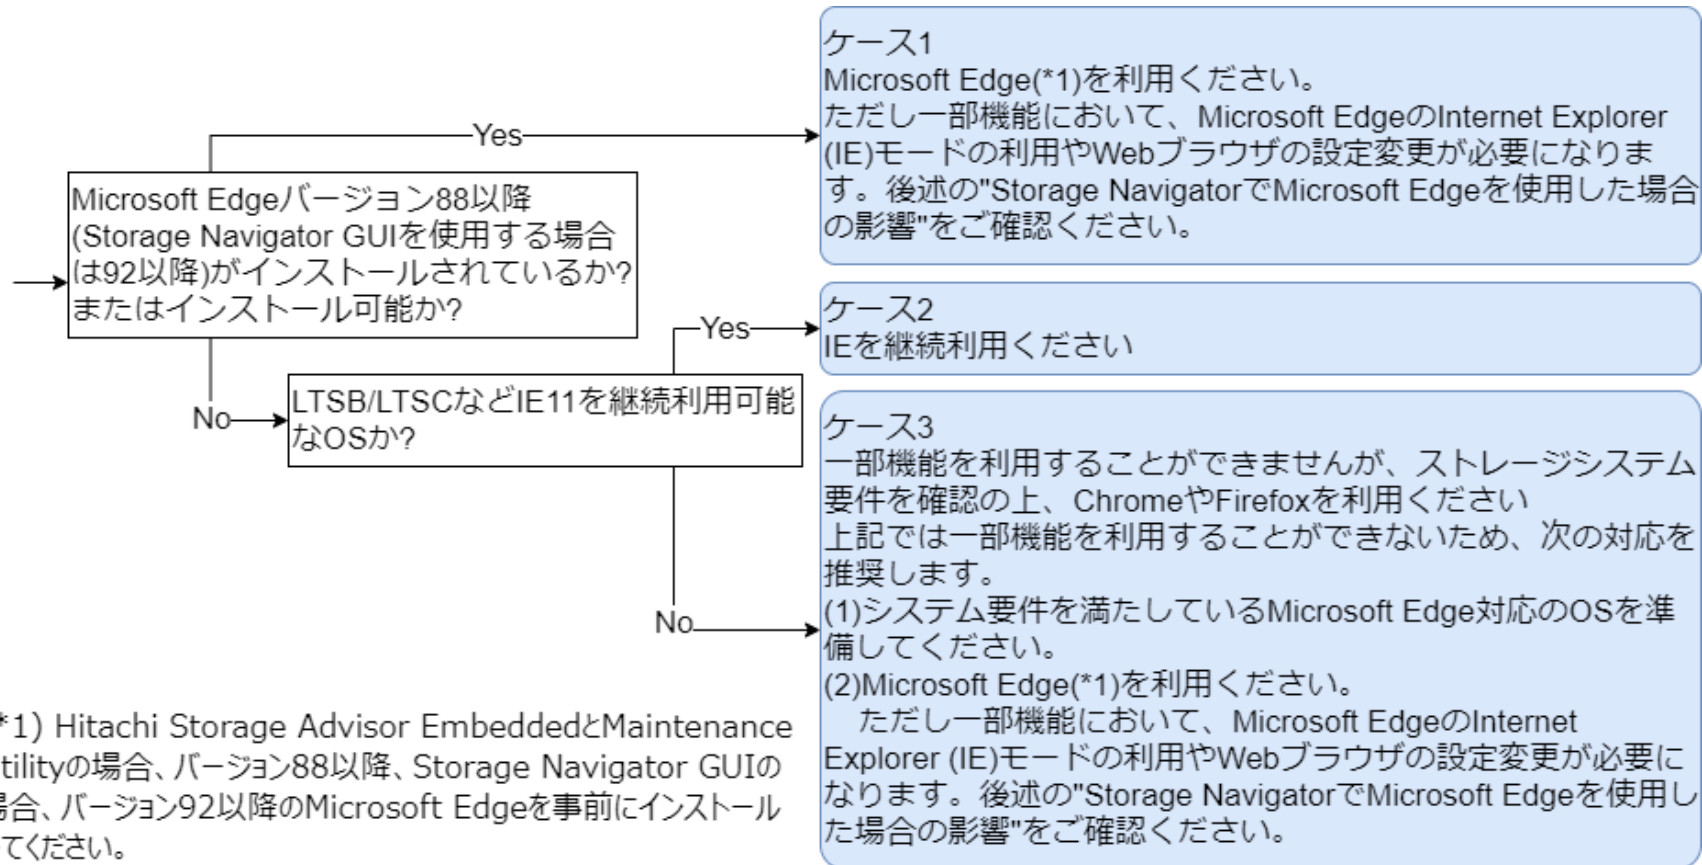 ケース1
Microsoft Edge(*1)を利用ください。
ただし一部機能において、Microsoft EdgeのInternet Explorer
(IE)モードの利用やWebブラウザの設定変更が必要になりま
す。後述の"Storage NavigatorでMicrosoft Edgeを使用した場合
の影響"をご確認ください。
Yes
Microsoft Edgeバージョン88以降
(Storage Navigator GUIを使用する場合
は92以降)がインストールされているか?
またはインストール可能か?
Yes
ケース2
IEを継続利用ください
No
LTSB/LTSCなどIE11を継続利用可能
なOSか?
No
ケース3
一部機能を利用することができませんが、ストレージシステム
要件を確認の上、ChromeやFirefoxを利用ください
上記では一部機能を利用することができないため、次の対応を
推奨します。
(1)システム要件を満たしているMicrosoft Edge対応のOSを準
備してください。
(2)Microsoft Edge(*1)を利用ください。
ただし一部機能において、Microsoft EdgeのInternet
Explorer (IE)モードの利用やWebブラウザの設定変更が必要に
なります。後述の"Storage NavigatorでMicrosoft Edgeを使用し
た場合の影響"をご確認ください。
*1) Hitachi Storage Advisor EmbeddedとMaintenance
tilityの場合、バージョン88以降、Storage Navigator GUIの
場合、バージョン92以降のMicrosoft Edgeを事前にインストール
てください。